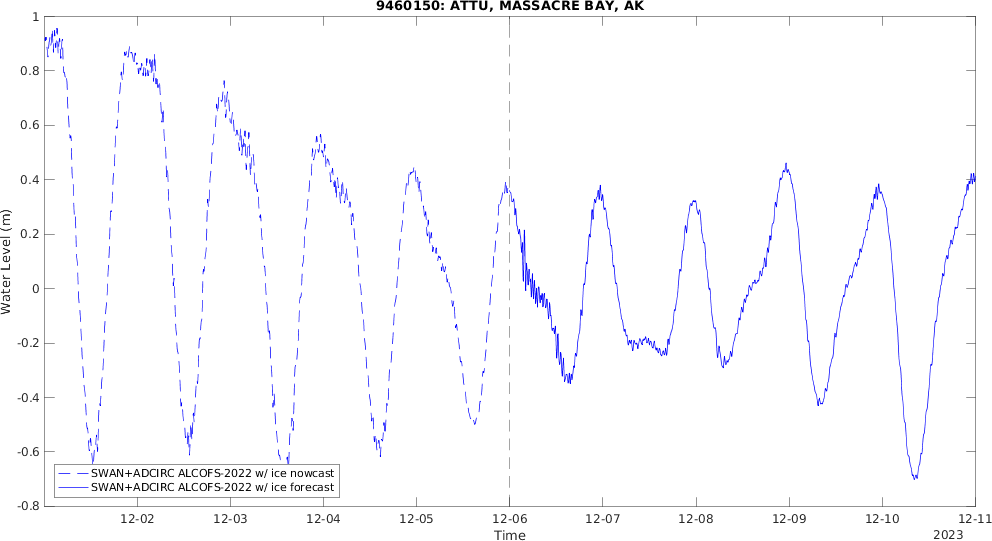 9460150: ATTU, MASSACRE BAY, AK
Water Level (m)
1
0.8
0.6
0.4
0.2
0
-0.2
-0.4
-0.6
-0.8
SWAN+ADCIRC ALCOFS-2022 w/ ice nowcast
SWAN+ADCIRC ALCOFS-2022 w/ ice forecast
12-02 12-03 12-04 12-05 12-06 12-07 12-08 12-09 12-10 12-11
Time
2023